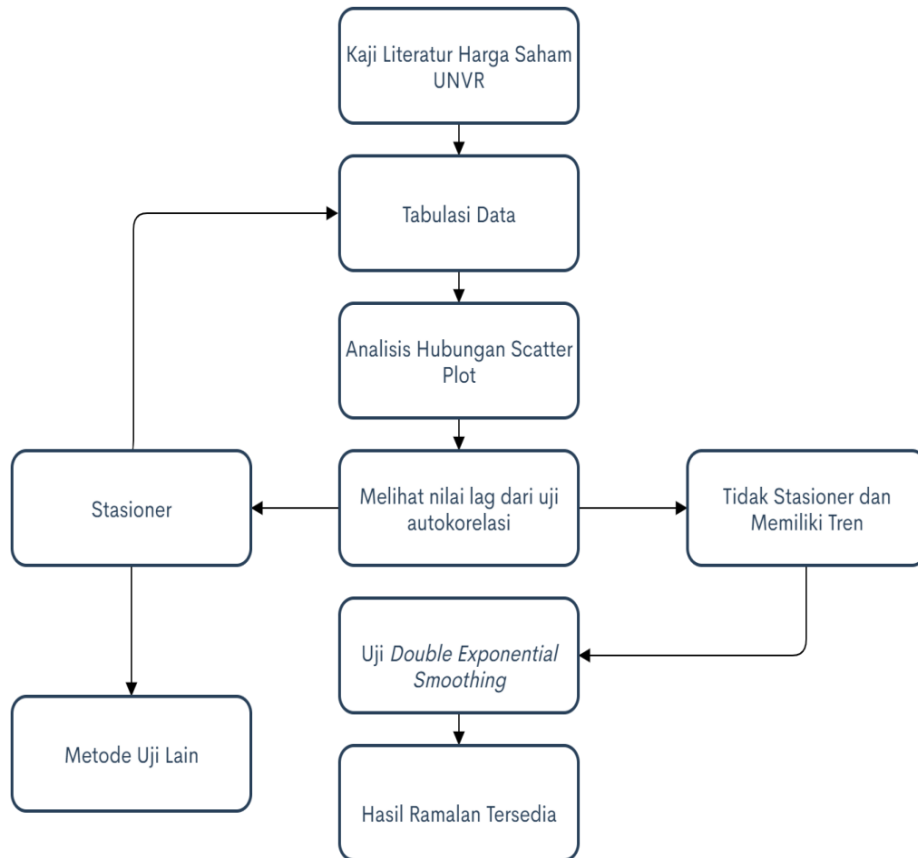 Kaji Literatur Harga Saham
UNVR
Tabulasi Data
Analisis Hubungan Scatter
Plot
Stasioner
Melihat nilai lag dari uji
autokorelasi
Tidak Stasioner dan
Memiliki Tren
Uji Double Exponential
Smoothing
Metode Uji Lain
Hasil Ramalan Tersedia